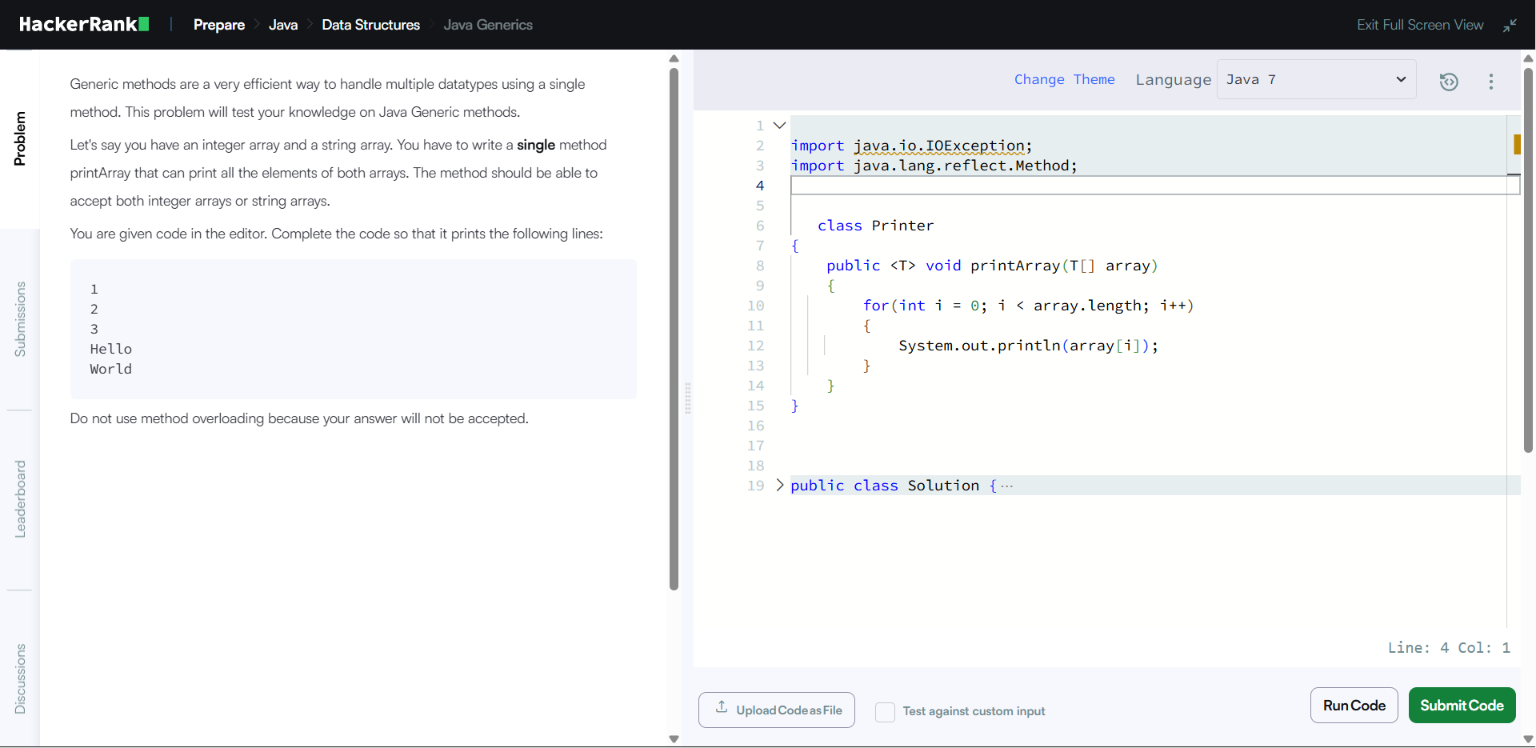 HackerRank | Prepare > Java > Data Structures > Java Generics
Exit Full Screen View
Problem
Submissions
Leaderboard
Discussions
Generic methods are a very efficient way to handle multiple datatypes using a single
method. This problem will test your knowledge on Java Generic methods.
Let's say you have an integer array and a string array. You have to write a single method
printArray that can print all the elements of both arrays. The method should be able to
accept both integer arrays or string arrays.
You are given code in the editor. Complete the code so that it prints the following lines:
1
2
3
Hello
World
Do not use method overloading because your answer will not be accepted.
Change Theme Language Java 7
1
2 import java.io.IOException;
3 import java.lang.reflect.Method;
4
5
6 class Printer
7 {
8 public <T> void printArray(T[] array)
9 {
10 for(int i = 0; i < array.length; i++)
11 {
12 System.out.println(array[i]);
13 }
14 }
15 }
16
17
18
19 public class Solution { ...
Line: 4 Col: 1
Upload Code as File
Test against custom input
Run Code
Submit Code